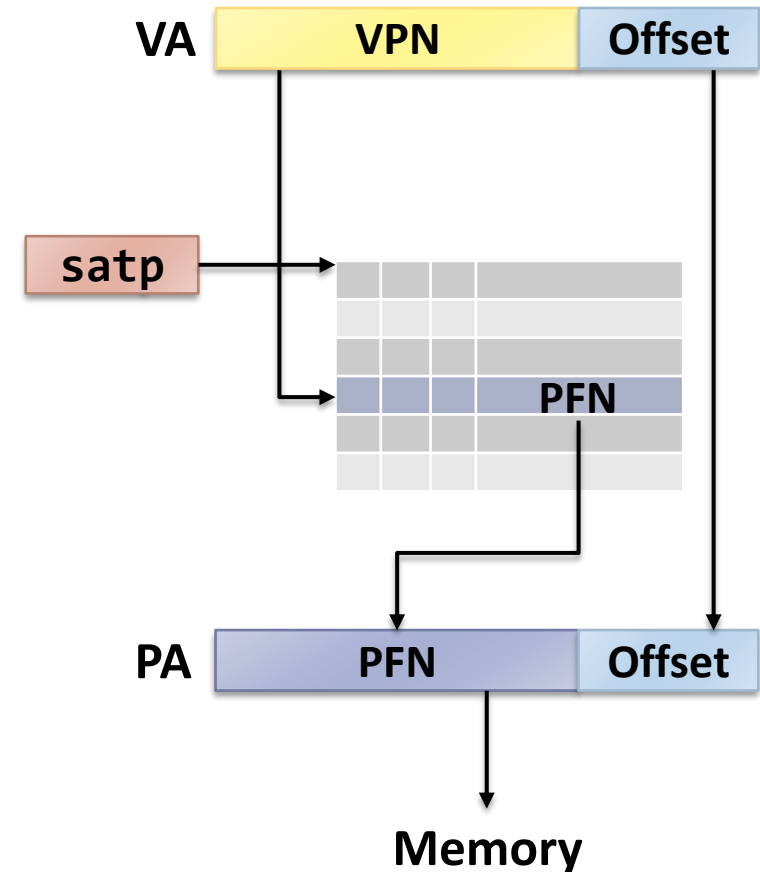 VA VPN Offset
satp
PFN
PA PFN Offset
Memory